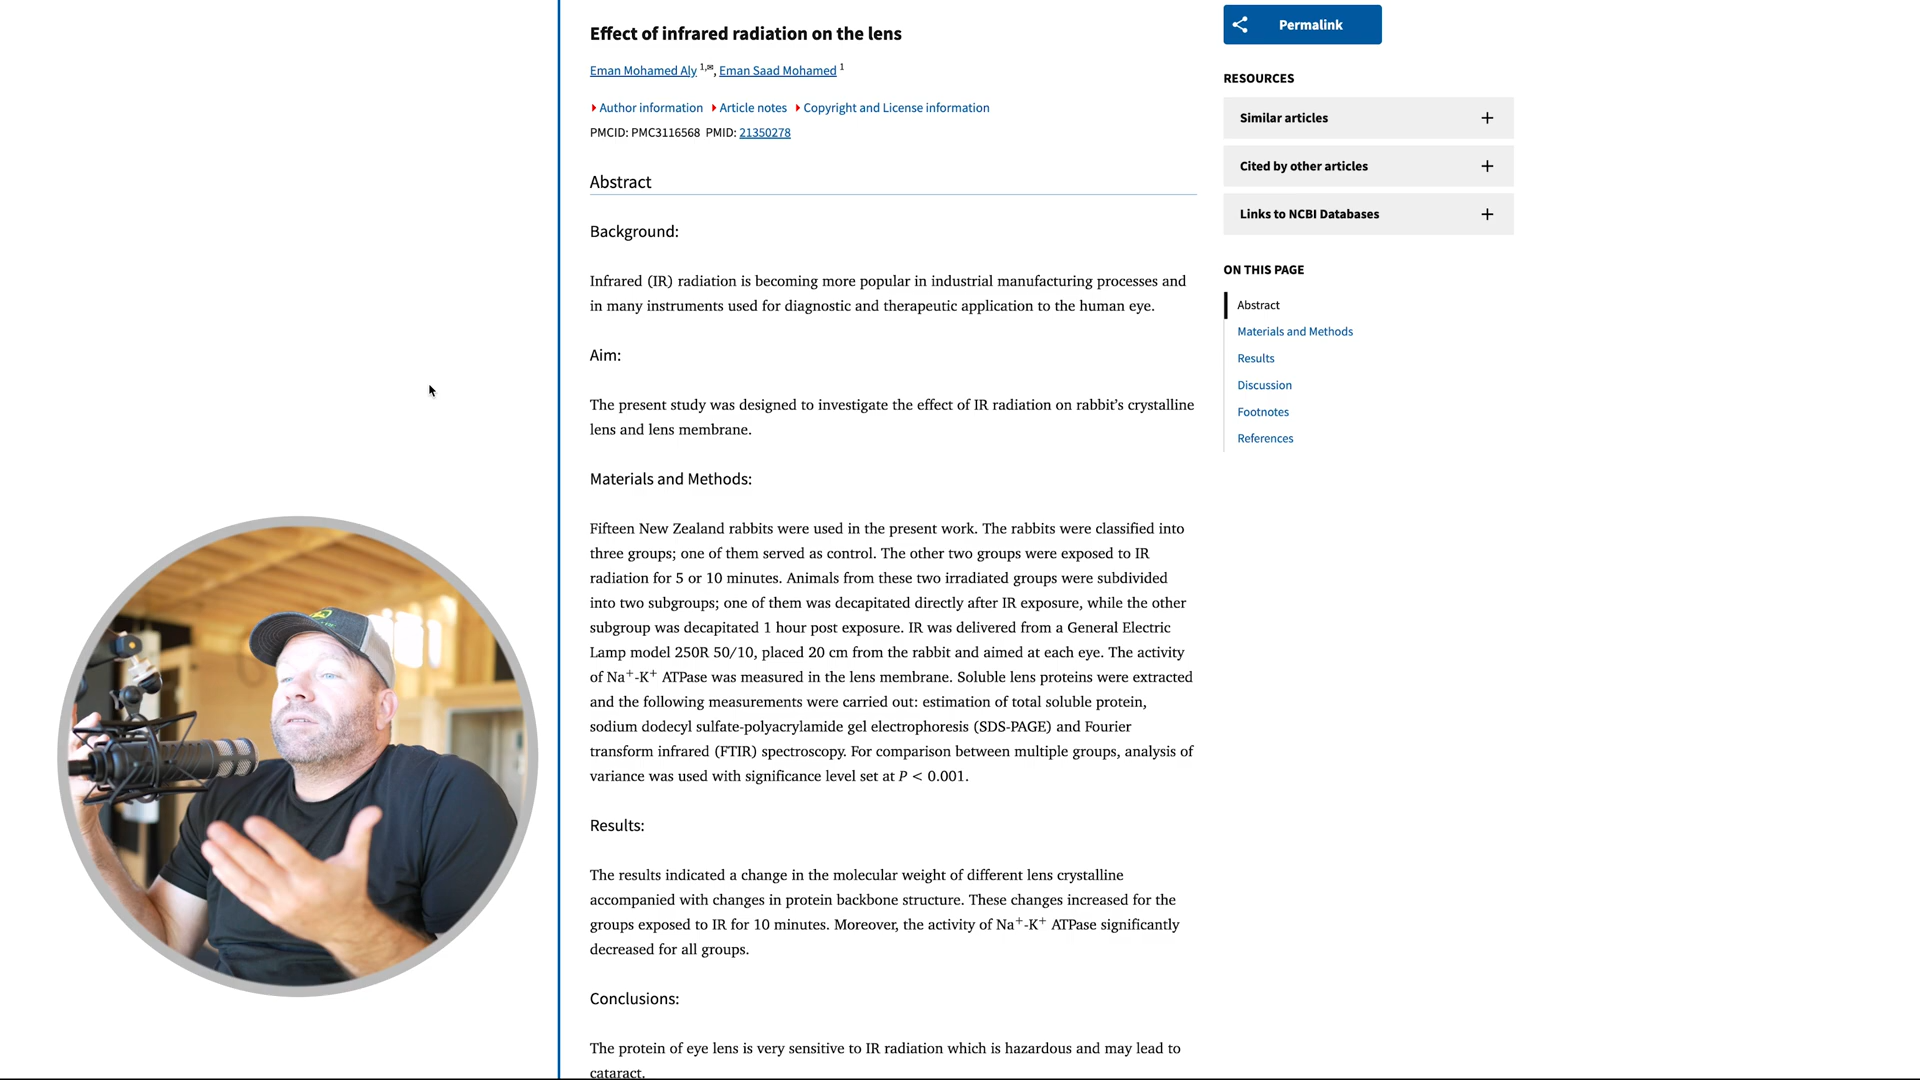 Effect of infrared radiation on the lens
Eman Mohamed Aly 1,✉, Eman Saad Mohamed 1
Author information Article notes Copyright and License information
PMCID: PMC3116568 PMID: 21350278
Abstract
Background:
Infrared (IR) radiation is becoming more popular in industrial manufacturing processes and
in many instruments used for diagnostic and therapeutic application to the human eye.
Aim:
The present study was designed to investigate the effect of IR radiation on rabbit’s crystalline
lens and lens membrane.
Materials and Methods:
Fifteen New Zealand rabbits were used in the present work. The rabbits were classified into
three groups; one of them served as control. The other two groups were exposed to IR
radiation for 5 or 10 minutes. Animals from these two irradiated groups were subdivided
into two subgroups; one of them was decapitated directly after IR exposure, while the other
subgroup was decapitated 1 hour post exposure. IR was delivered from a General Electric
Lamp model 250R 50/10, placed 20 cm from the rabbit and aimed at each eye. The activity
of Na+-K+ ATPase was measured in the lens membrane. Soluble lens proteins were extracted
and the following measurements were carried out: estimation of total soluble protein,
sodium dodecyl sulfate-polyacrylamide gel electrophoresis (SDS-PAGE) and Fourier
transform infrared (FTIR) spectroscopy. For comparison between multiple groups, analysis of
variance was used with significance level set at P < 0.001.
Results:
The results indicated a change in the molecular weight of different lens crystalline
accompanied with changes in protein backbone structure. These changes increased for the
groups exposed to IR for 10 minutes. Moreover, the activity of Na+-K+ ATPase significantly
decreased for all groups.
Conclusions:
The protein of eye lens is very sensitive to IR radiation which is hazardous and may lead to
cataract.
Permalink
RESOURCES
Similar articles
Cited by other articles
Links to NCBI Databases
ON THIS PAGE
Abstract
Materials and Methods
Results
Discussion
Footnotes
References